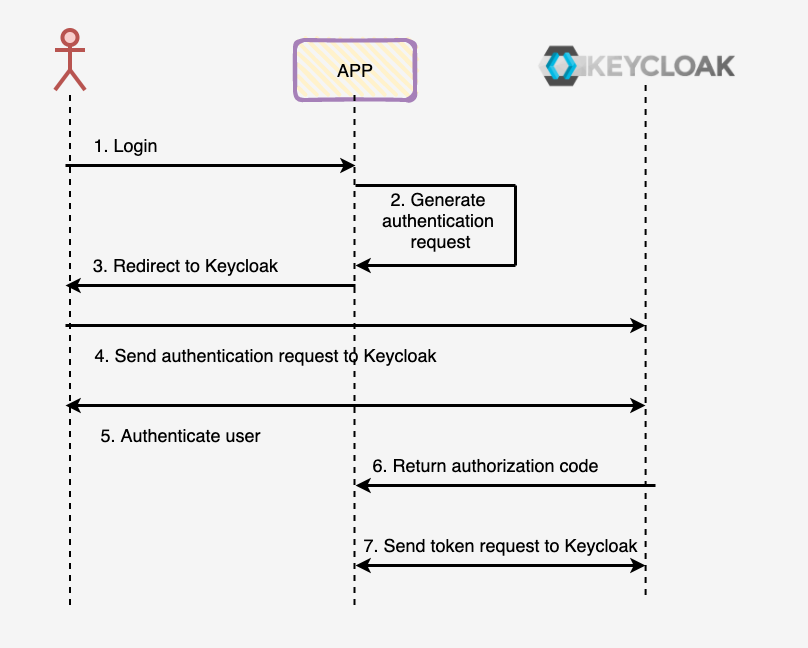 APP
KEYCLOAK
1. Login
2. Generate
authentication
request
3. Redirect to Keycloak
4. Send authentication request to Keycloak
5. Authenticate user
6. Return authorization code
7. Send token request to Keycloak